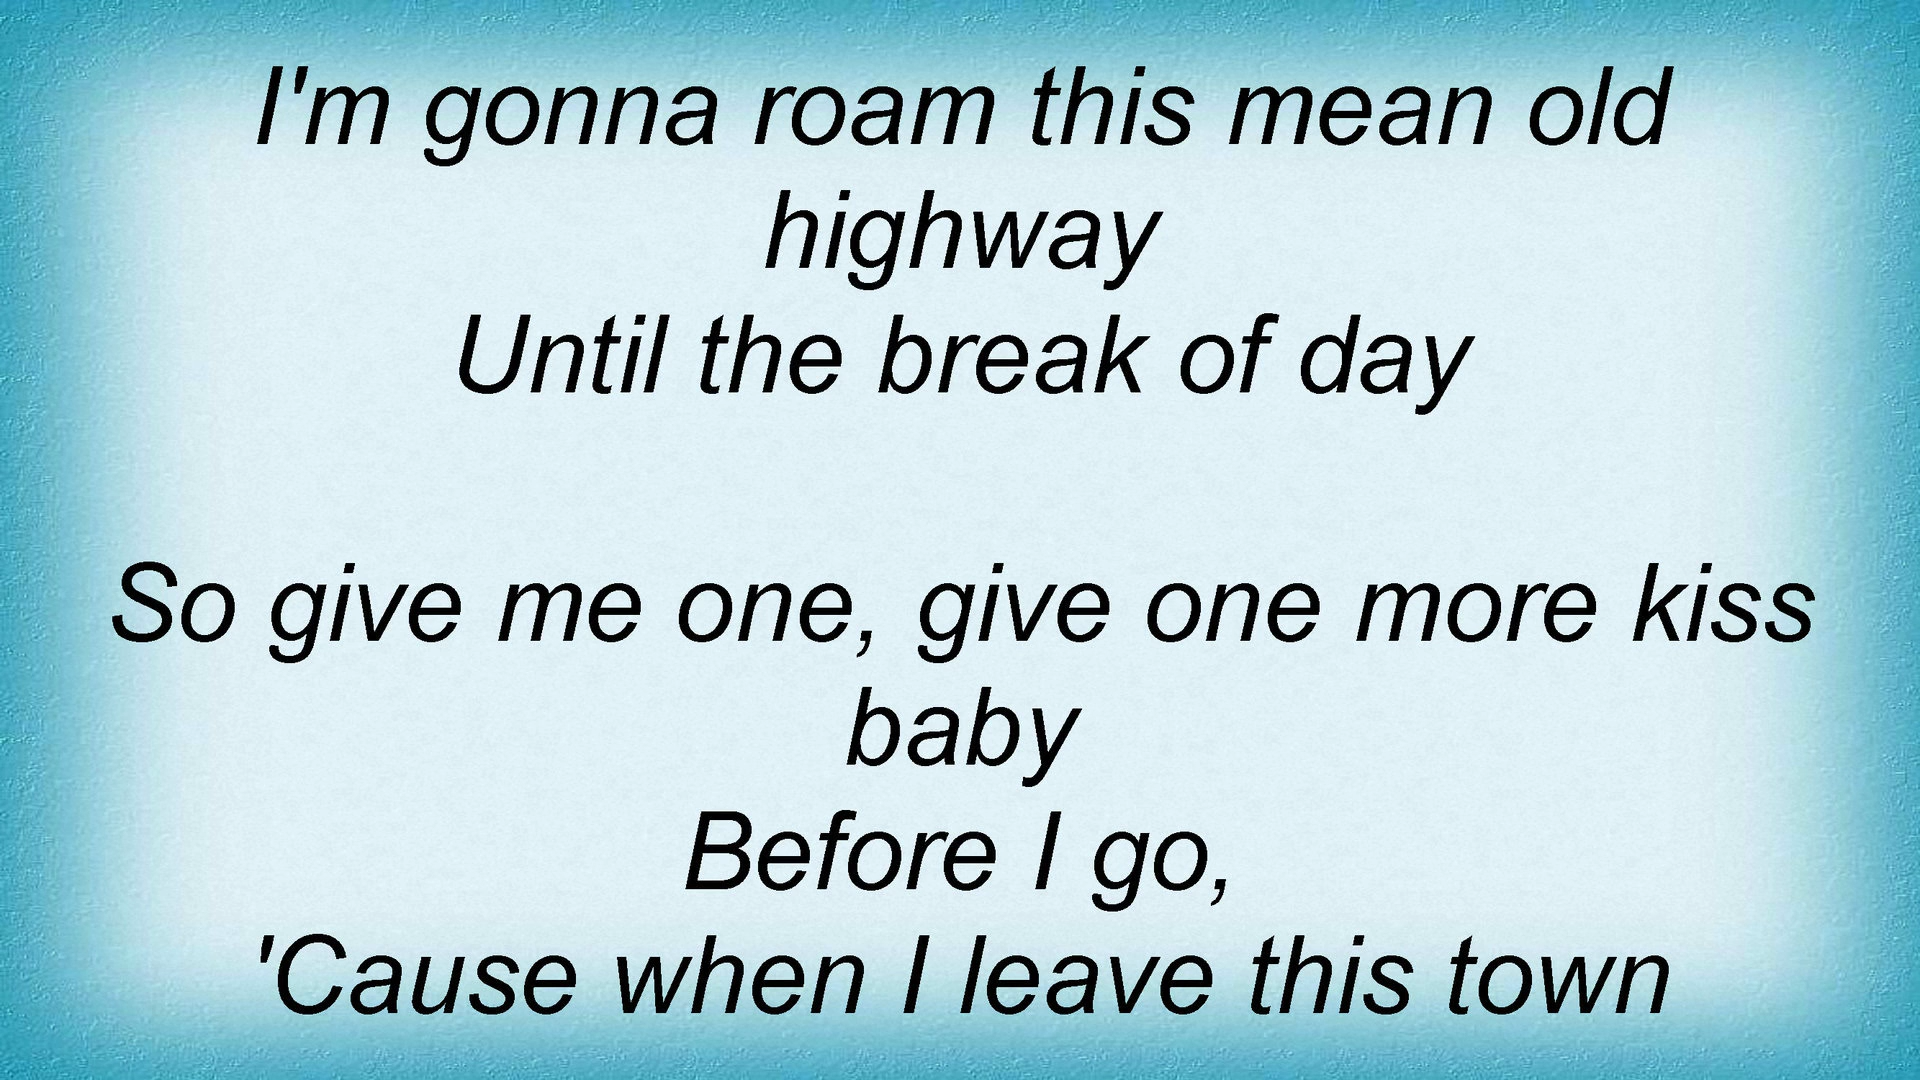 I'm gonna roam this mean old
highway
Until the break of day
So give me one, give one more kiss
baby
Before I go,
'Cause when I leave this town